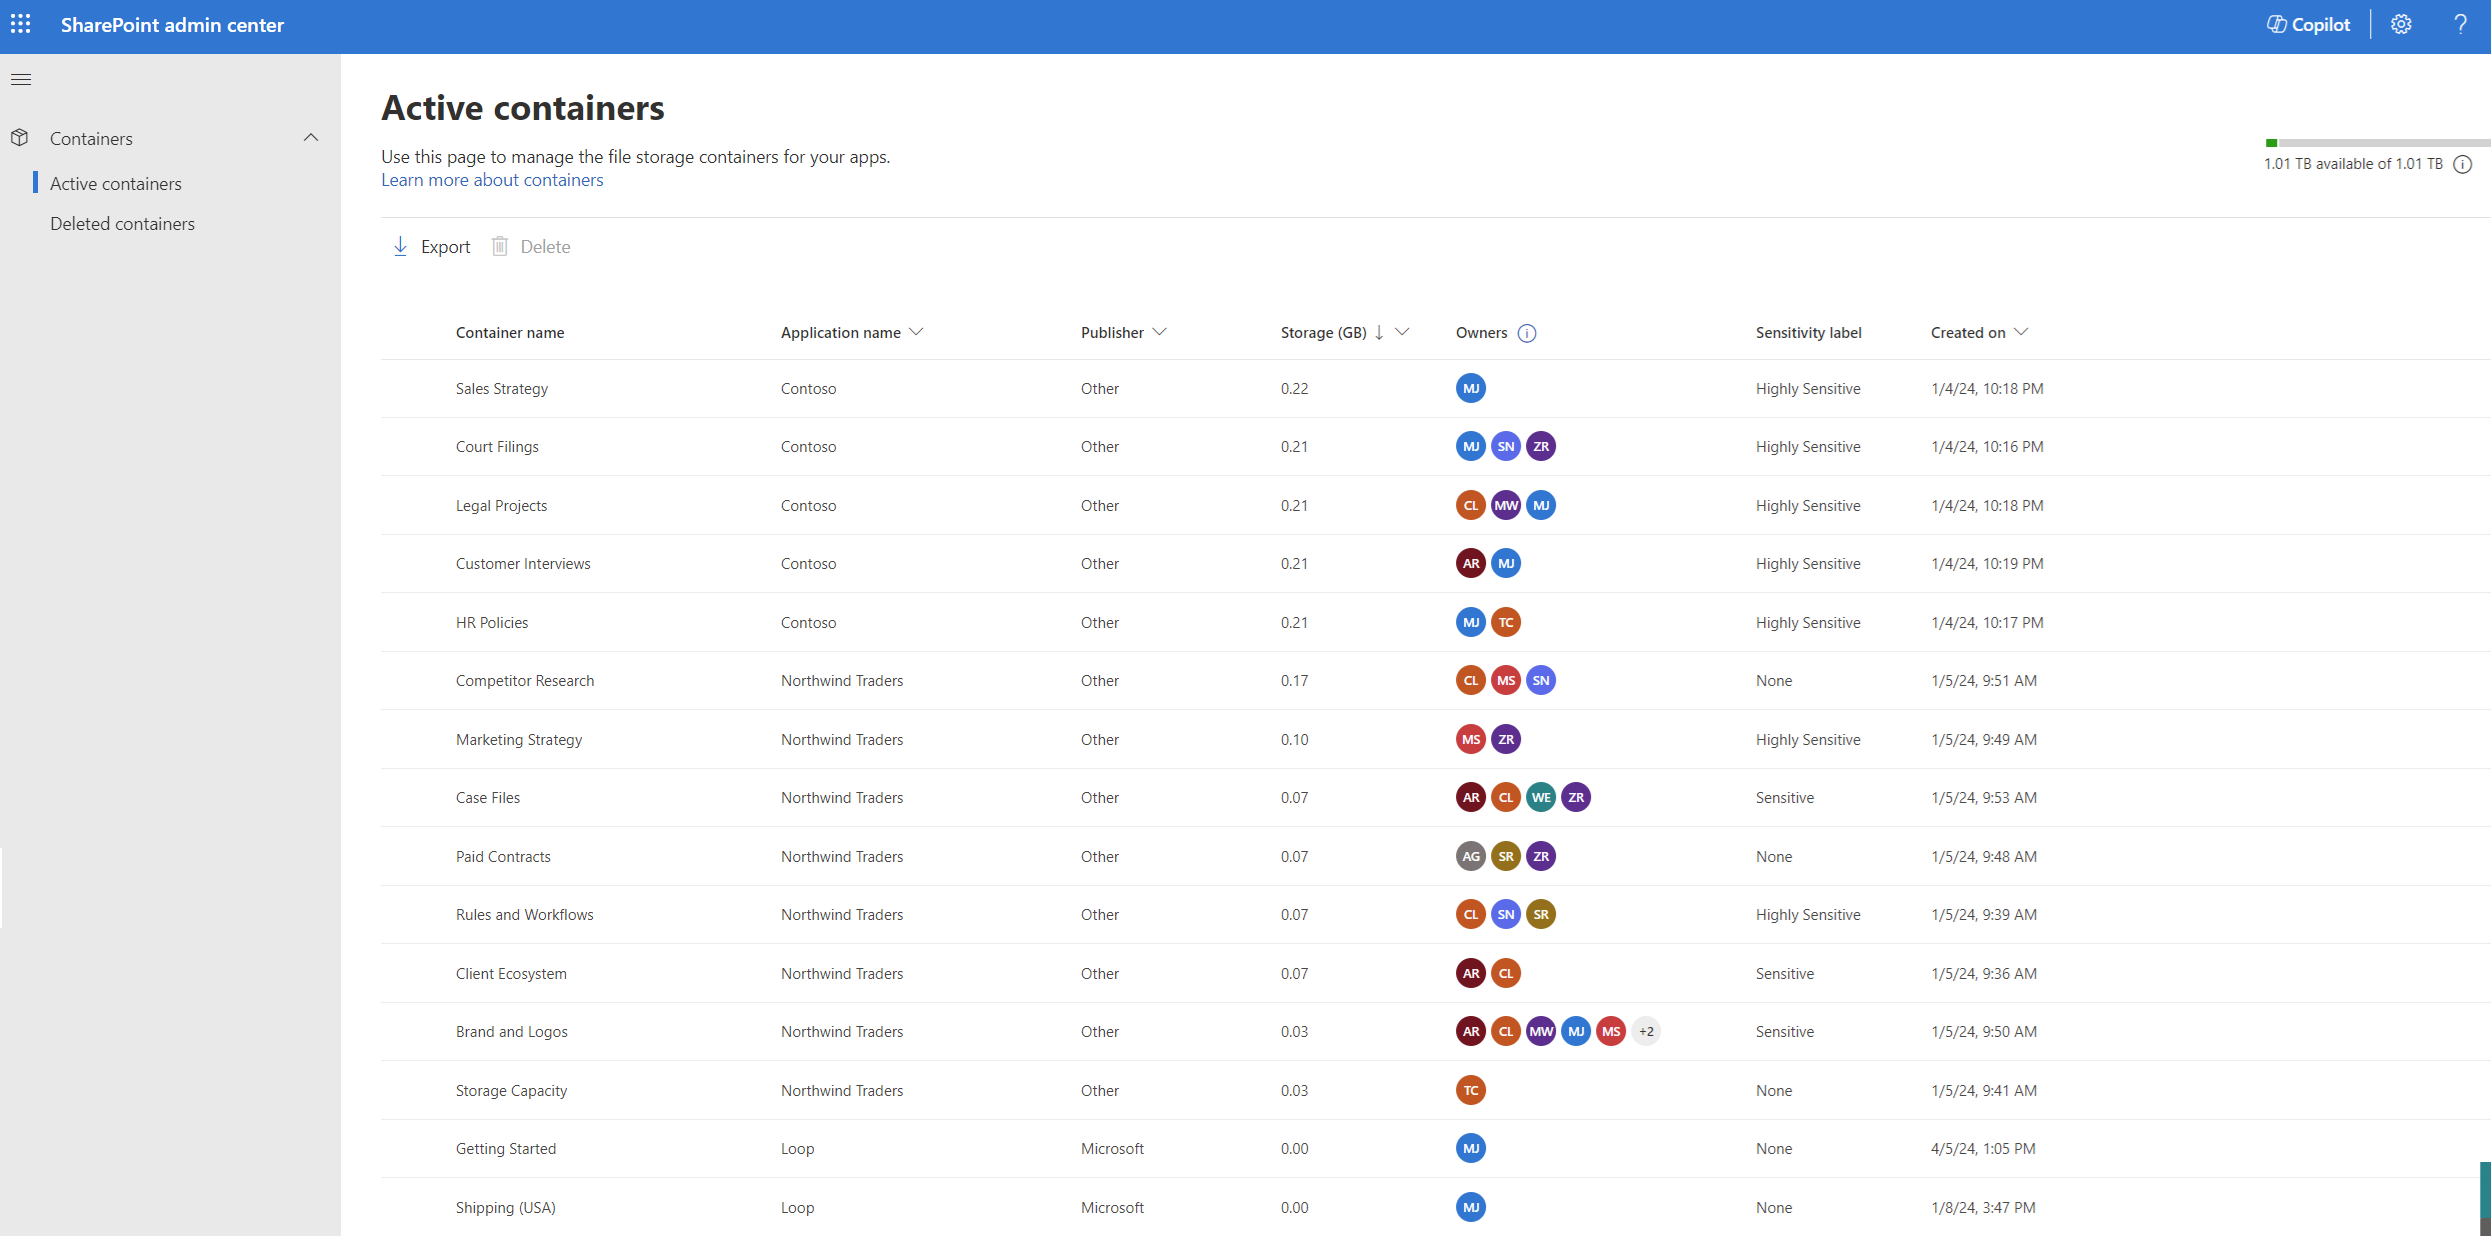 SharePoint admin center
Copilot
Containers
Active containers
Deleted containers
Active containers
Use this page to manage the file storage containers for your apps.
Learn more about containers
1.01 TB available of 1.01 TB
Export Delete
Container name Application name Publisher Storage (GB) Owners Sensitivity label Created on
Sales Strategy Contoso Other 0.22 MJ Highly Sensitive 1/4/24, 10:18 PM
Court Filings Contoso Other 0.21 MJ SN ZR Highly Sensitive 1/4/24, 10:16 PM
Legal Projects Contoso Other 0.21 CL MW MJ Highly Sensitive 1/4/24, 10:18 PM
Customer Interviews Contoso Other 0.21 AR MJ Highly Sensitive 1/4/24, 10:19 PM
HR Policies Contoso Other 0.21 MJ TC Highly Sensitive 1/4/24, 10:17 PM
Competitor Research Northwind Traders Other 0.17 CL MS SN None 1/5/24, 9:51 AM
Marketing Strategy Northwind Traders Other 0.10 MS ZR Highly Sensitive 1/5/24, 9:49 AM
Case Files Northwind Traders Other 0.07 AR CL WE ZR Sensitive 1/5/24, 9:53 AM
Paid Contracts Northwind Traders Other 0.07 AG SR ZR None 1/5/24, 9:48 AM
Rules and Workflows Northwind Traders Other 0.07 CL SN SR Highly Sensitive 1/5/24, 9:39 AM
Client Ecosystem Northwind Traders Other 0.07 AR CL Sensitive 1/5/24, 9:36 AM
Brand and Logos Northwind Traders Other 0.03 AR CL MW MJ MS +2 Sensitive 1/5/24, 9:50 AM
Storage Capacity Northwind Traders Other 0.03 TC None 1/5/24, 9:41 AM
Getting Started Loop Microsoft 0.00 MJ None 4/5/24, 1:05 PM
Shipping (USA) Loop Microsoft 0.00 MJ None 1/8/24, 3:47 PM